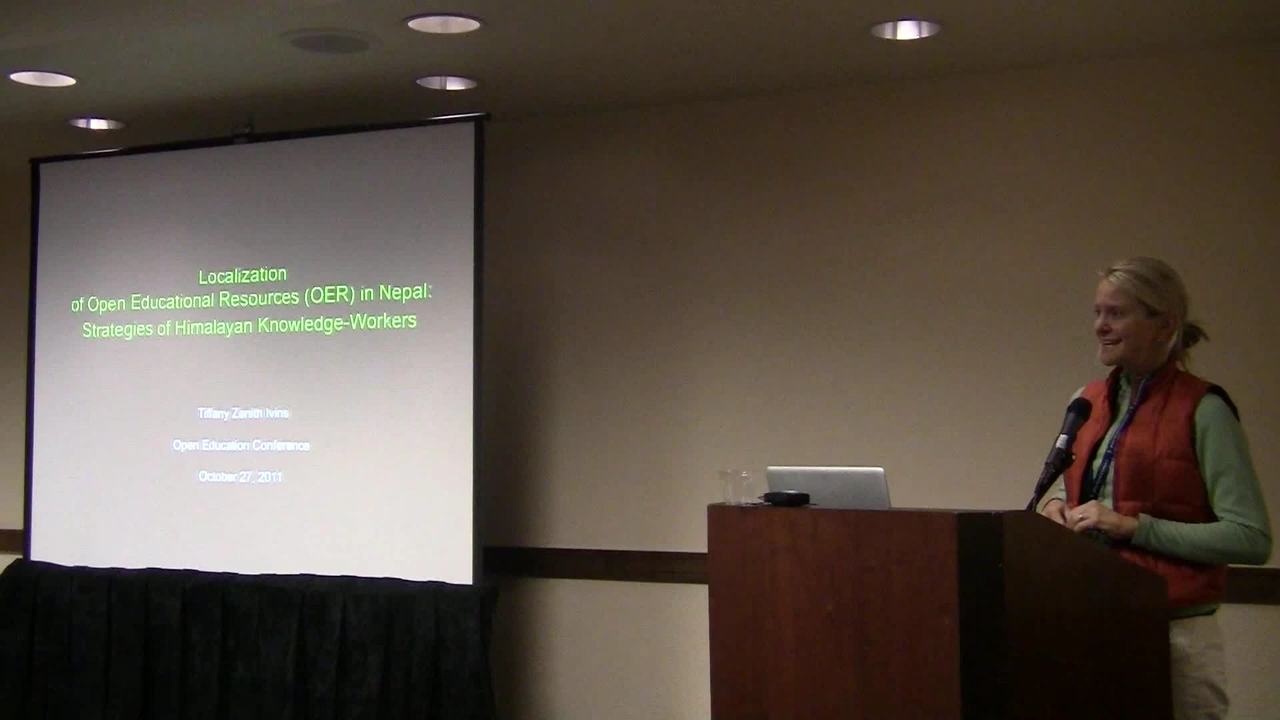 Localization
of Open Educational Resources (OER) in Nepal:
Strategies of Himalayan Knowledge-Workers
Tiffany Zenith Ivins
Open Education Conference
October 27, 2011